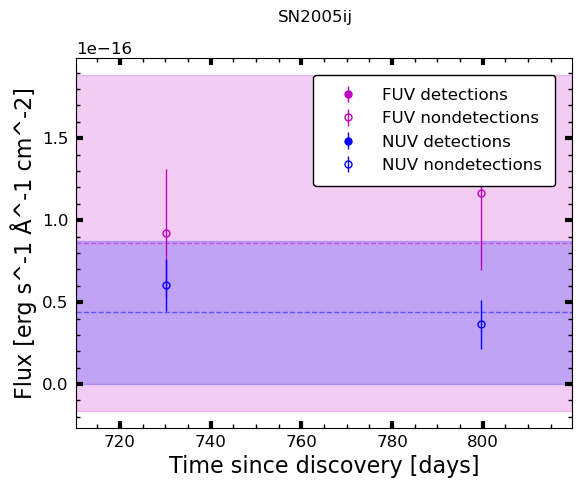 SN2005ij
1e−16
FUV detections
FUV nondetections
NUV detections
NUV nondetections
1.5
1.0
0.5
0.0
Flux [erg s^-1 Å^-1 cm^-2]
720 740 760 780 800
Time since discovery [days]